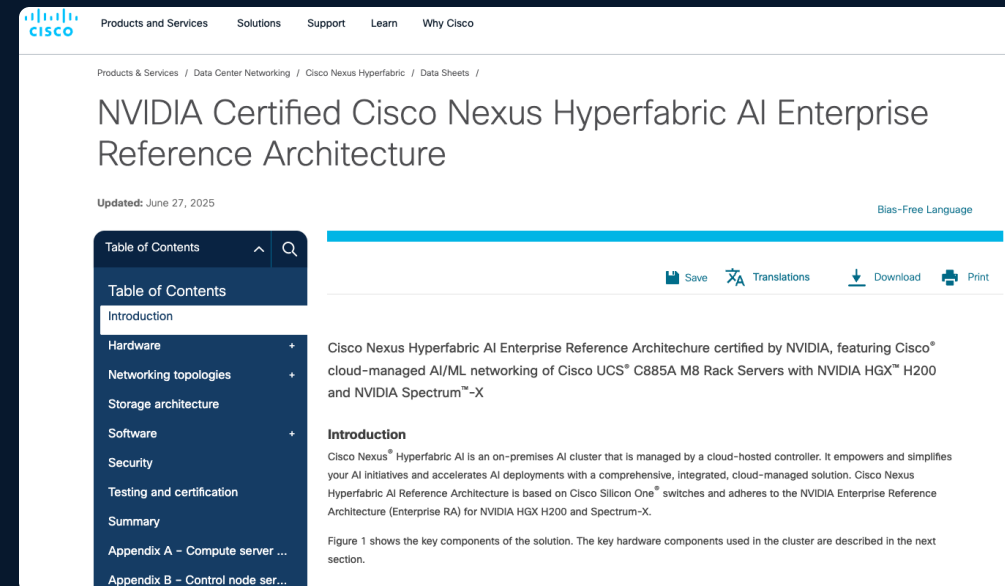 CISCO
Products and Services Solutions Support Learn Why Cisco
Products & Services / Data Center Networking / Cisco Nexus Hyperfabric / Data Sheets /
NVIDIA Certified Cisco Nexus Hyperfabric AI Enterprise
Reference Architecture
Updated: June 27, 2025
Bias-Free Language
Table of Contents
Table of Contents
Introduction
Hardware +
Networking topologies +
Storage architecture
Software +
Security
Testing and certification
Summary
Appendix A – Compute server ...
Appendix B – Control node ser...
Save Translations Download Print
Cisco Nexus Hyperfabric AI Enterprise Reference Architechure certified by NVIDIA, featuring Cisco®
cloud-managed AI/ML networking of Cisco UCS® C885A M8 Rack Servers with NVIDIA HGX™ H200
and NVIDIA Spectrum™-X
Introduction
Cisco Nexus® Hyperfabric AI is an on-premises AI cluster that is managed by a cloud-hosted controller. It empowers and simplifies
your AI initiatives and accelerates AI deployments with a comprehensive, integrated, cloud-managed solution. Cisco Nexus
Hyperfabric AI Reference Architecture is based on Cisco Silicon One® switches and adheres to the NVIDIA Enterprise Reference
Architecture (Enterprise RA) for NVIDIA HGX H200 and Spectrum-X.
Figure 1 shows the key components of the solution. The key hardware components used in the cluster are described in the next
section.